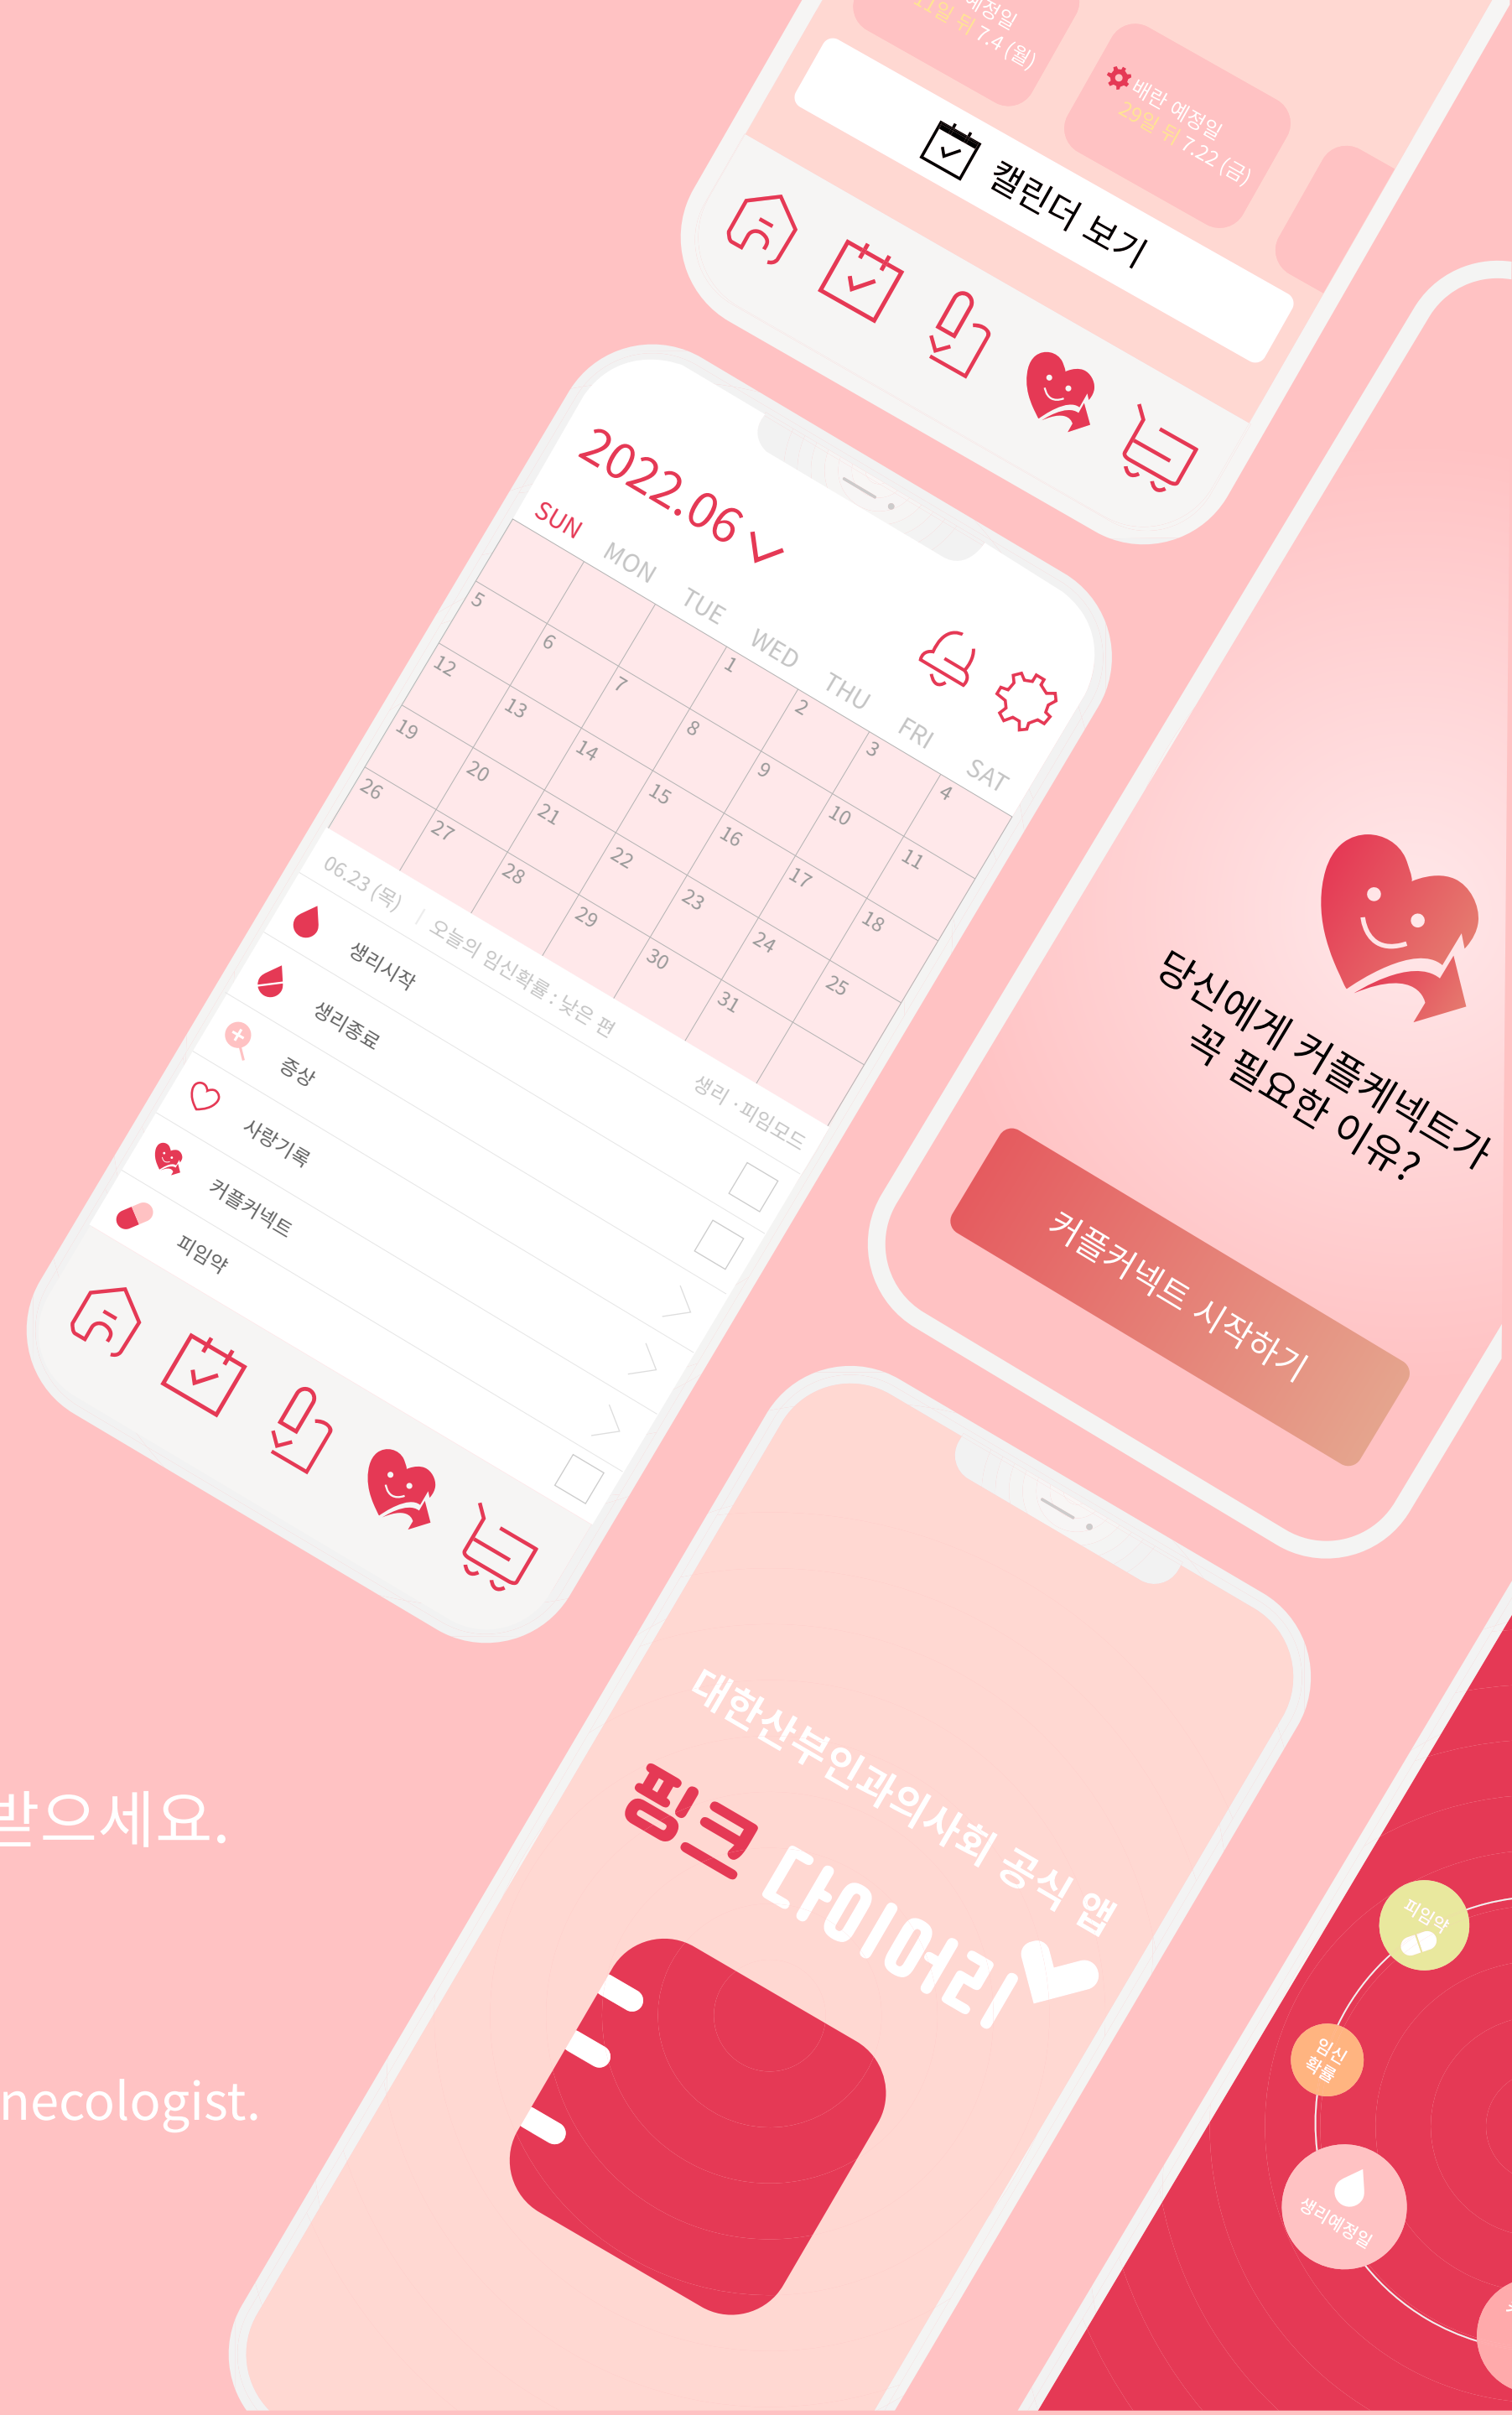 예정일
11일 뒤 7.4 (월)
배란 예정일
29일 뒤 7.22 (금)
캘린더 보기
2022.06
SUN MON TUE WED THU FRI SAT
1 2 3 4
5 6 7 8 9 10 11
12 13 14 15 16 17 18
19 20 21 22 23 24 25
26 27 28 29 30 31
06.23 (목) | 오늘의 임신확률 : 낮은 편
생리 · 피임모드
생리시작
생리종료
증상
사랑기록
커플커넥트
피임약
당신에게 커플케넥트가
꼭 필요한 이유?
커플커넥트 시작하기
받으세요.
necologist.
대한산부인과의사회 공식 앱
핑크 다이어리
피임약
임신
확률
생리예정일